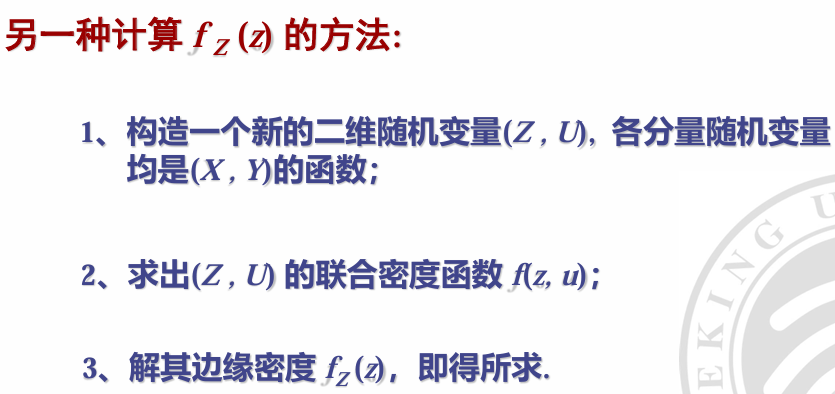 另一种计算 f Z (z) 的方法:
1、构造一个新的二维随机变量(Z , U), 各分量随机变量
均是(X , Y)的函数;
2、求出(Z , U) 的联合密度函数 f(z, u);
3、解其边缘密度 fZ (z), 即得所求.
EKING U